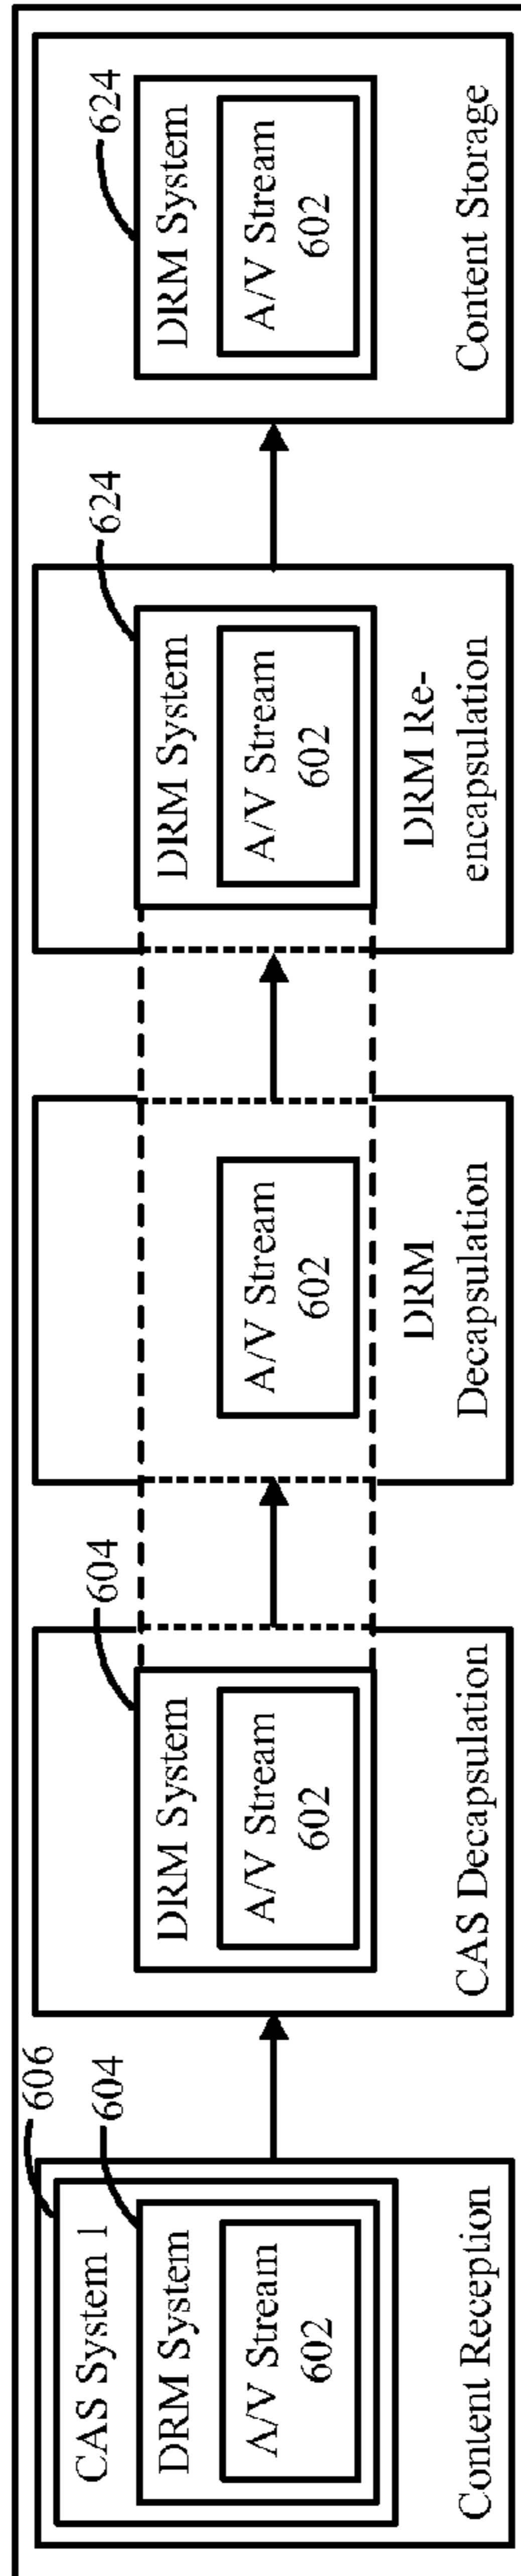 606
604
CAS System 1
DRM System
A/V Stream
602
Content Reception
604
DRM System
A/V Stream
602
CAS Decapsulation
A/V Stream
602
DRM
Decapsulation
624
DRM System
A/V Stream
602
DRM Re-
encapsulation
624
DRM System
A/V Stream
602
Content Storage